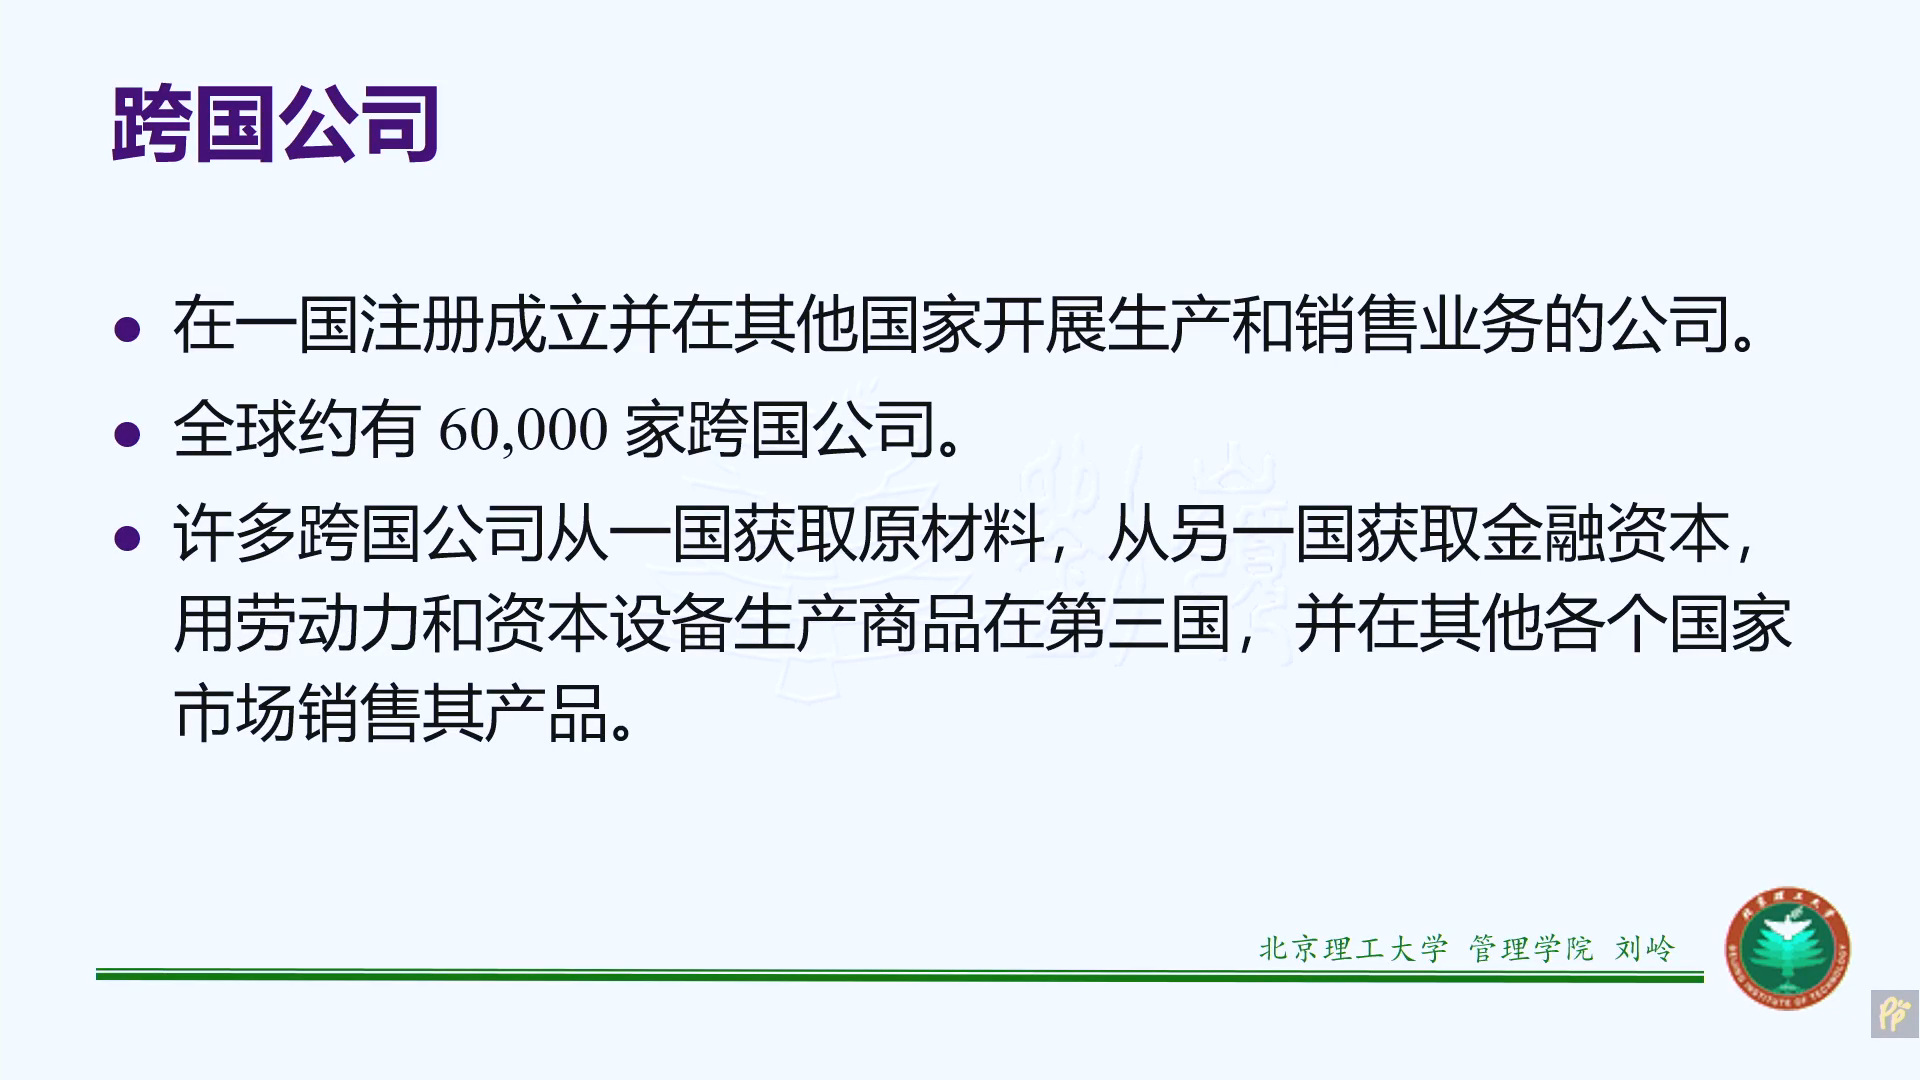 跨国公司
在一国注册成立并在其他国家开展生产和销售业务的公司。
全球约有 60,000 家跨国公司。
许多跨国公司从一国获取原材料，从另一国获取金融资本，
用劳动力和资本设备生产商品在第三国，并在其他各个国家
市场销售其产品。
北京理工大学 管理学院 刘岭
北京理工大学
BEIJING INSTITUTE OF TECHNOLOGY